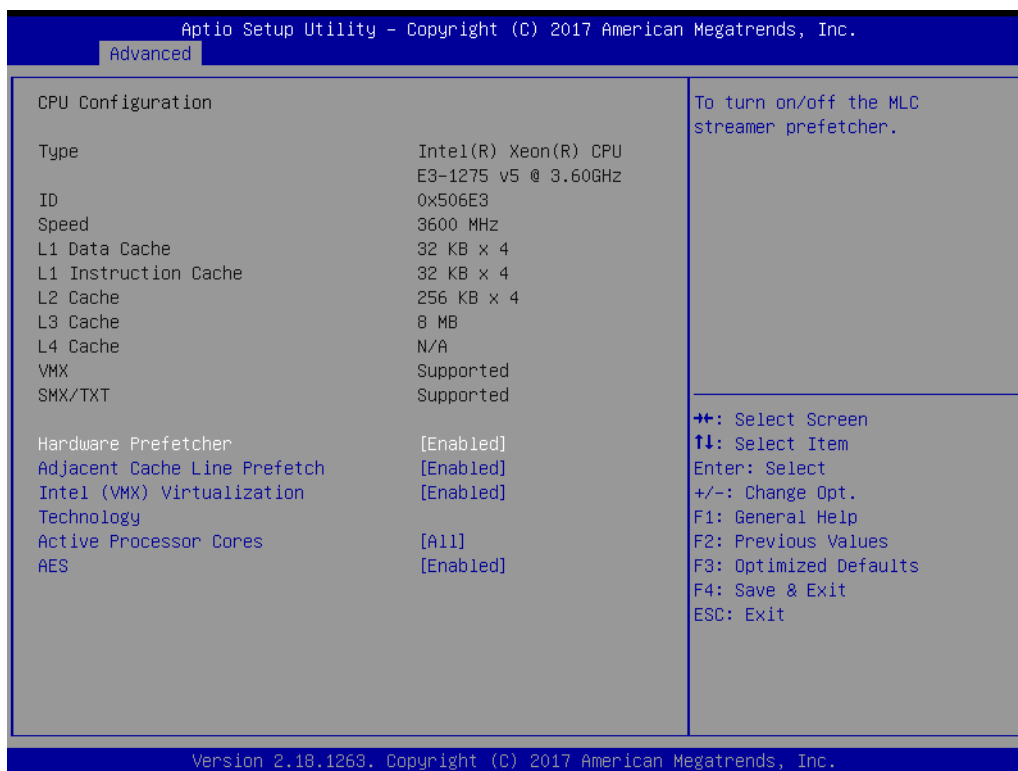 Aptio Setup Utility – Copyright (C) 2017 American Megatrends, Inc.
Advanced
CPU Configuration
Type Intel(R) Xeon(R) CPU
E3-1275 v5 @ 3.60GHz
ID 0x506E3
Speed 3600 MHz
L1 Data Cache 32 KB x 4
L1 Instruction Cache 32 KB x 4
L2 Cache 256 KB x 4
L3 Cache 8 MB
L4 Cache N/A
VMX Supported
SMX/TXT Supported
Hardware Prefetcher [Enabled]
Adjacent Cache Line Prefetch [Enabled]
Intel (VMX) Virtualization [Enabled]
Technology
Active Processor Cores [All]
AES [Enabled]
To turn on/off the MLC
streamer prefetcher.
→←: Select Screen
↑↓: Select Item
Enter: Select
+/-: Change Opt.
F1: General Help
F2: Previous Values
F3: Optimized Defaults
F4: Save & Exit
ESC: Exit
Version 2.18.1263. Copyright (C) 2017 American Megatrends, Inc.